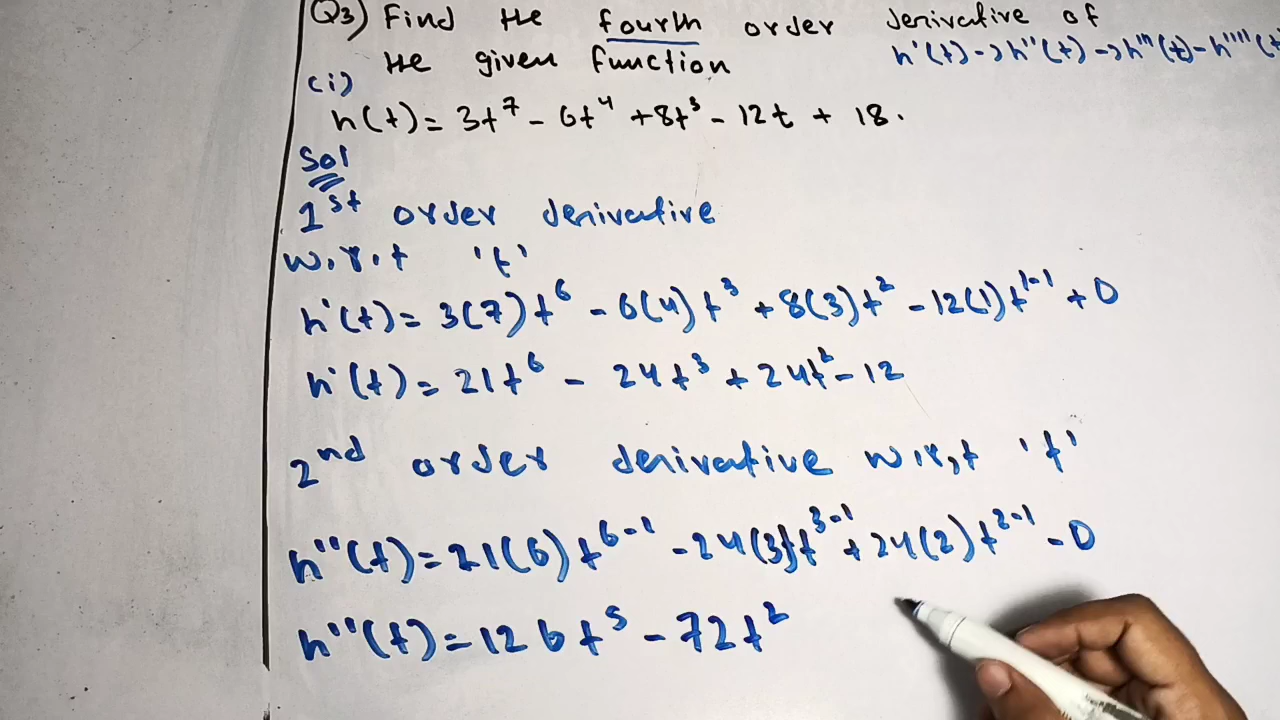 Q3) Find the fourth order derivative of
the given function h'(t)->h''(t)->h'''(t)-h''''(t
(i)
h(t) = 3t⁷ - 6t⁴ + 8t³ - 12t + 18.
Sol
1st order derivative
w.r.t 't'
h'(t) = 3(7)t⁶ - 6(4)t³ + 8(3)t² - 12(1)t¹⁻¹ + 0
h'(t) = 21t⁶ - 24t³ + 24t² - 12
2nd order derivative w.r.t 't'
h''(t) = 21(6)t⁶⁻¹ - 24(3)t³⁻¹ + 24(2)t²⁻¹ - 0
h''(t) = 126t⁵ - 72t²